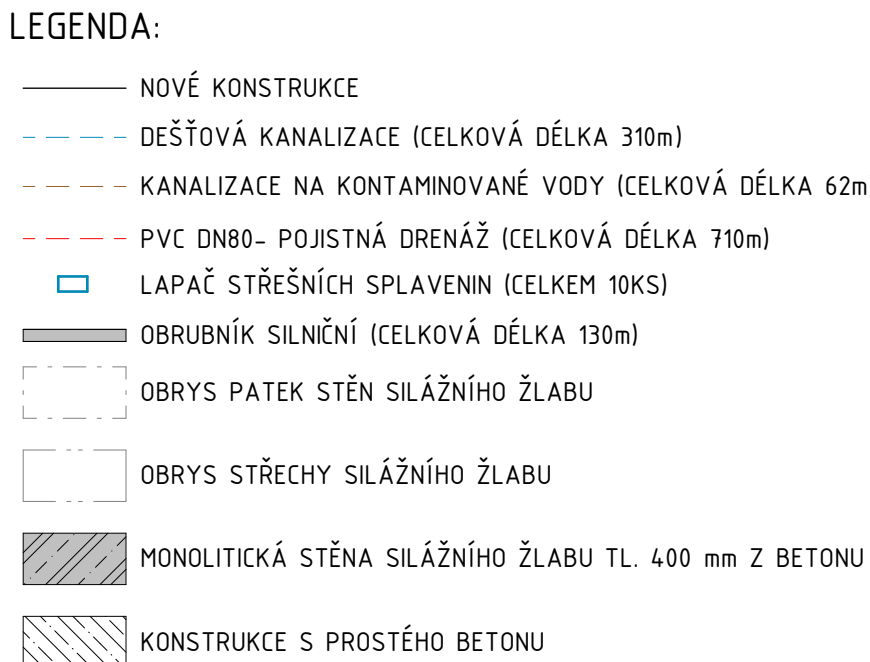 LEGENDA:
NOVÉ KONSTRUKCE
DEŠŤOVÁ KANALIZACE (CELKOVÁ DÉLKA 310m)
KANALIZACE NA KONTAMINOVANÉ VODY (CELKOVÁ DÉLKA 62m
PVC DN80- POJISTNÁ DRENÁŽ (CELKOVÁ DÉLKA 710m)
LAPAČ STŘEŠNÍCH SPLAVENIN (CELKEM 10KS)
OBRUBNÍK SILNIČNÍ (CELKOVÁ DÉLKA 130m)
OBRYS PATEK STĚN SILÁŽNÍHO ŽLABU
OBRYS STŘECHY SILÁŽNÍHO ŽLABU
MONOLITICKÁ STĚNA SILÁŽNÍHO ŽLABU TL. 400 mm Z BETONU
KONSTRUKCE S PROSTÉHO BETONU